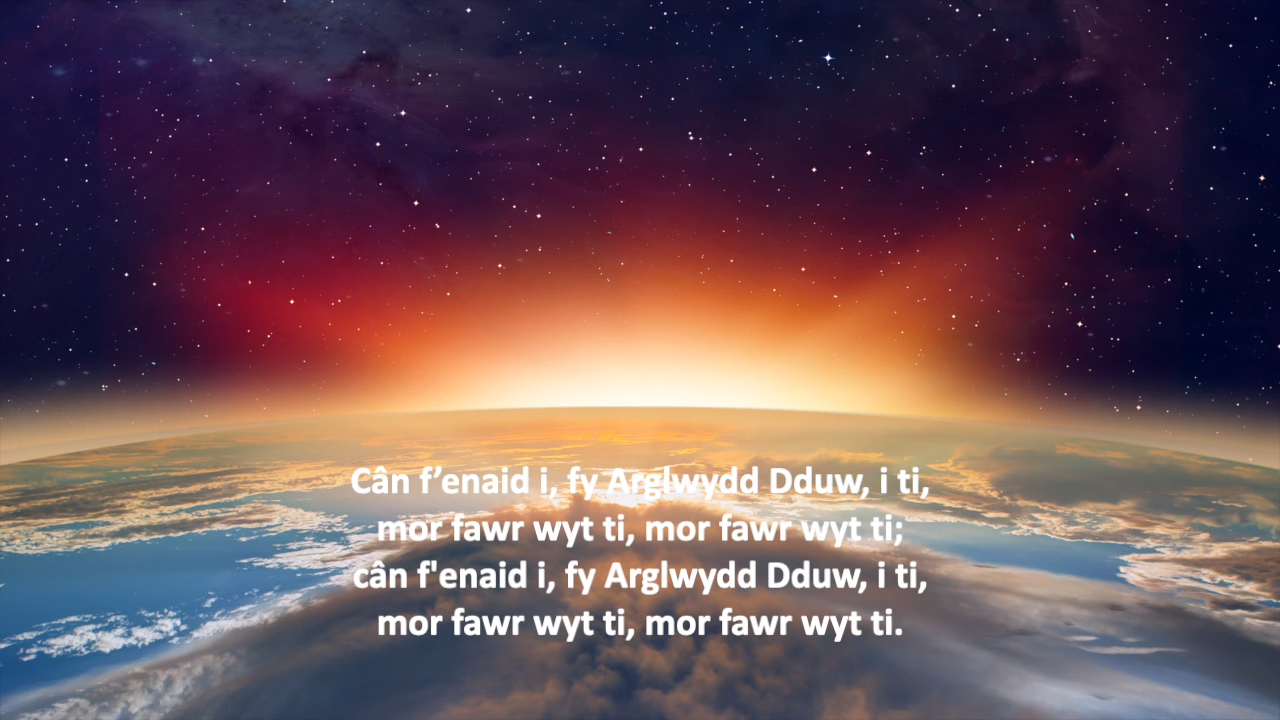 Cân f’enaid i, fy Arglwydd Dduw, i ti,
mor fawr wyt ti, mor fawr wyt ti;
cân f'enaid i, fy Arglwydd Dduw, i ti,
mor fawr wyt ti, mor fawr wyt ti.